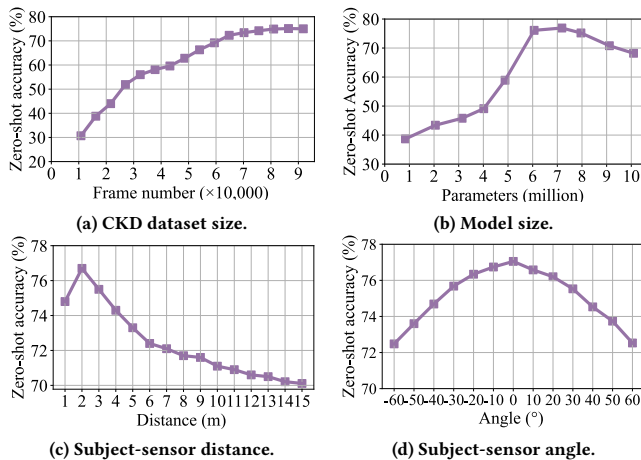 80
70
60
50
40
30
20
0 1 2 3 4 5 6 7 8 9
Zero-shot accuracy (%)
Frame number (×10,000)
(a) CKD dataset size.
80
70
60
50
40
30
0 1 2 3 4 5 6 7 8 9 10
Zero-shot Accuracy (%)
Parameters (million)
(b) Model size.
78
76
74
72
70
1 2 3 4 5 6 7 8 9 10 11 12 13 14 15
Zero-shot accuracy (%)
Distance (m)
(c) Subject-sensor distance.
78
76
74
72
70
68
-60 -50 -40 -30 -20 -10 0 10 20 30 40 50 60
Zero-shot accuracy (%)
Angle (°)
(d) Subject-sensor angle.